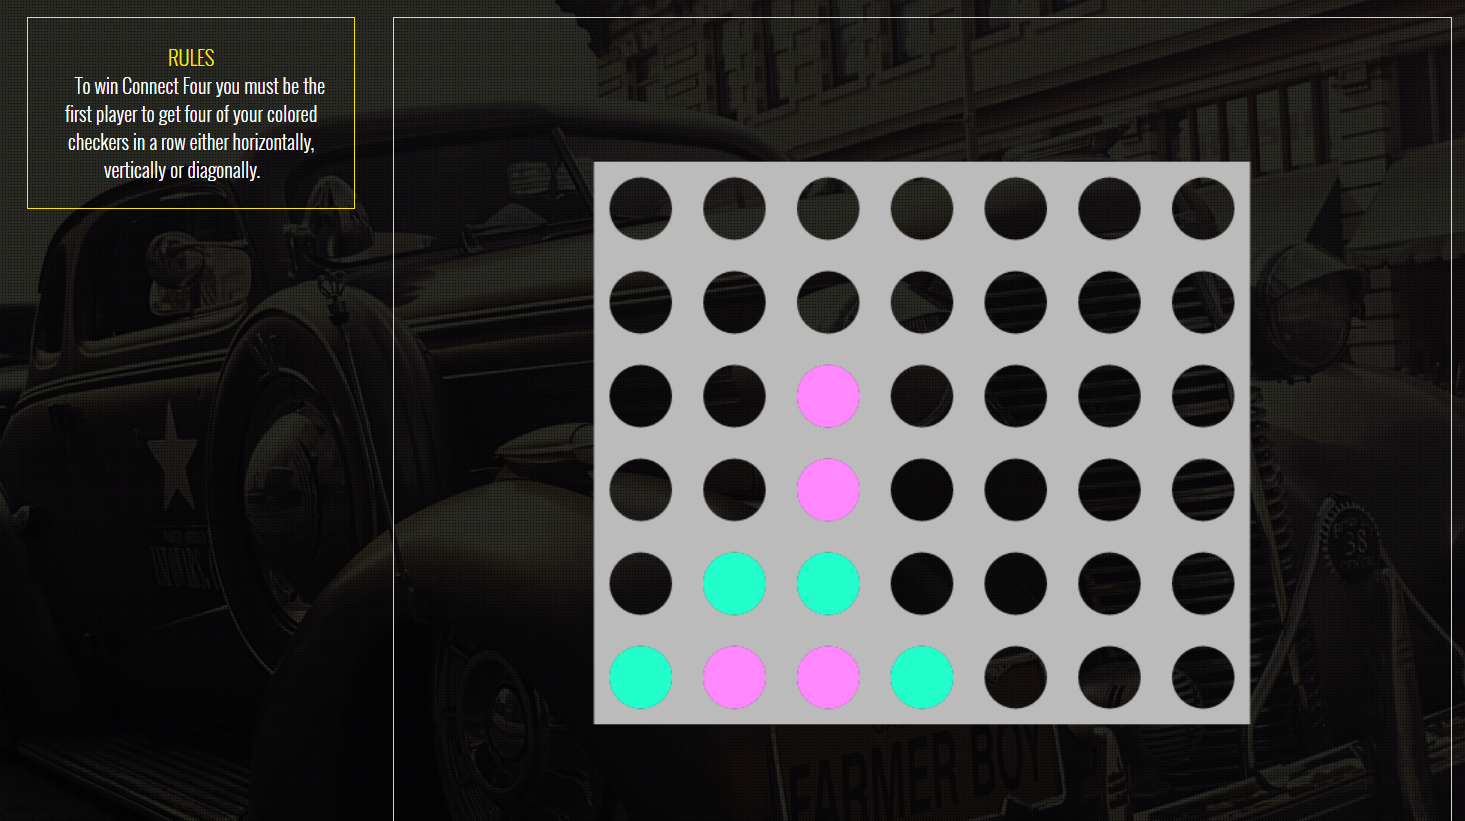 RULES
To win Connect Four you must be the
first player to get four of your colored
checkers in a row either horizontally,
vertically or diagonally.
38
FARMER BOY